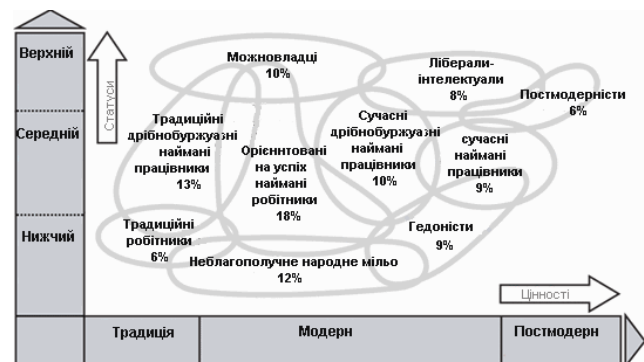 Верхній
Середній
Нижчий
Статуси
Можновладці
10%
Ліберали-
інтелектуали
8%
Постмодерністи
6%
Традиційні
дрібнобуржуазні
наймані
працівники
13%
Орієнтовані
на успіх
наймані
робітники
18%
Сучасні
дрібнобуржуазні
наймані
працівники
10%
сучасні
наймані
працівники
9%
Традиційні
робітники
6%
Гедоністи
9%
Неблагополучне народне мільо
12%
Цінності
Традиція
Модерн
Постмодерн